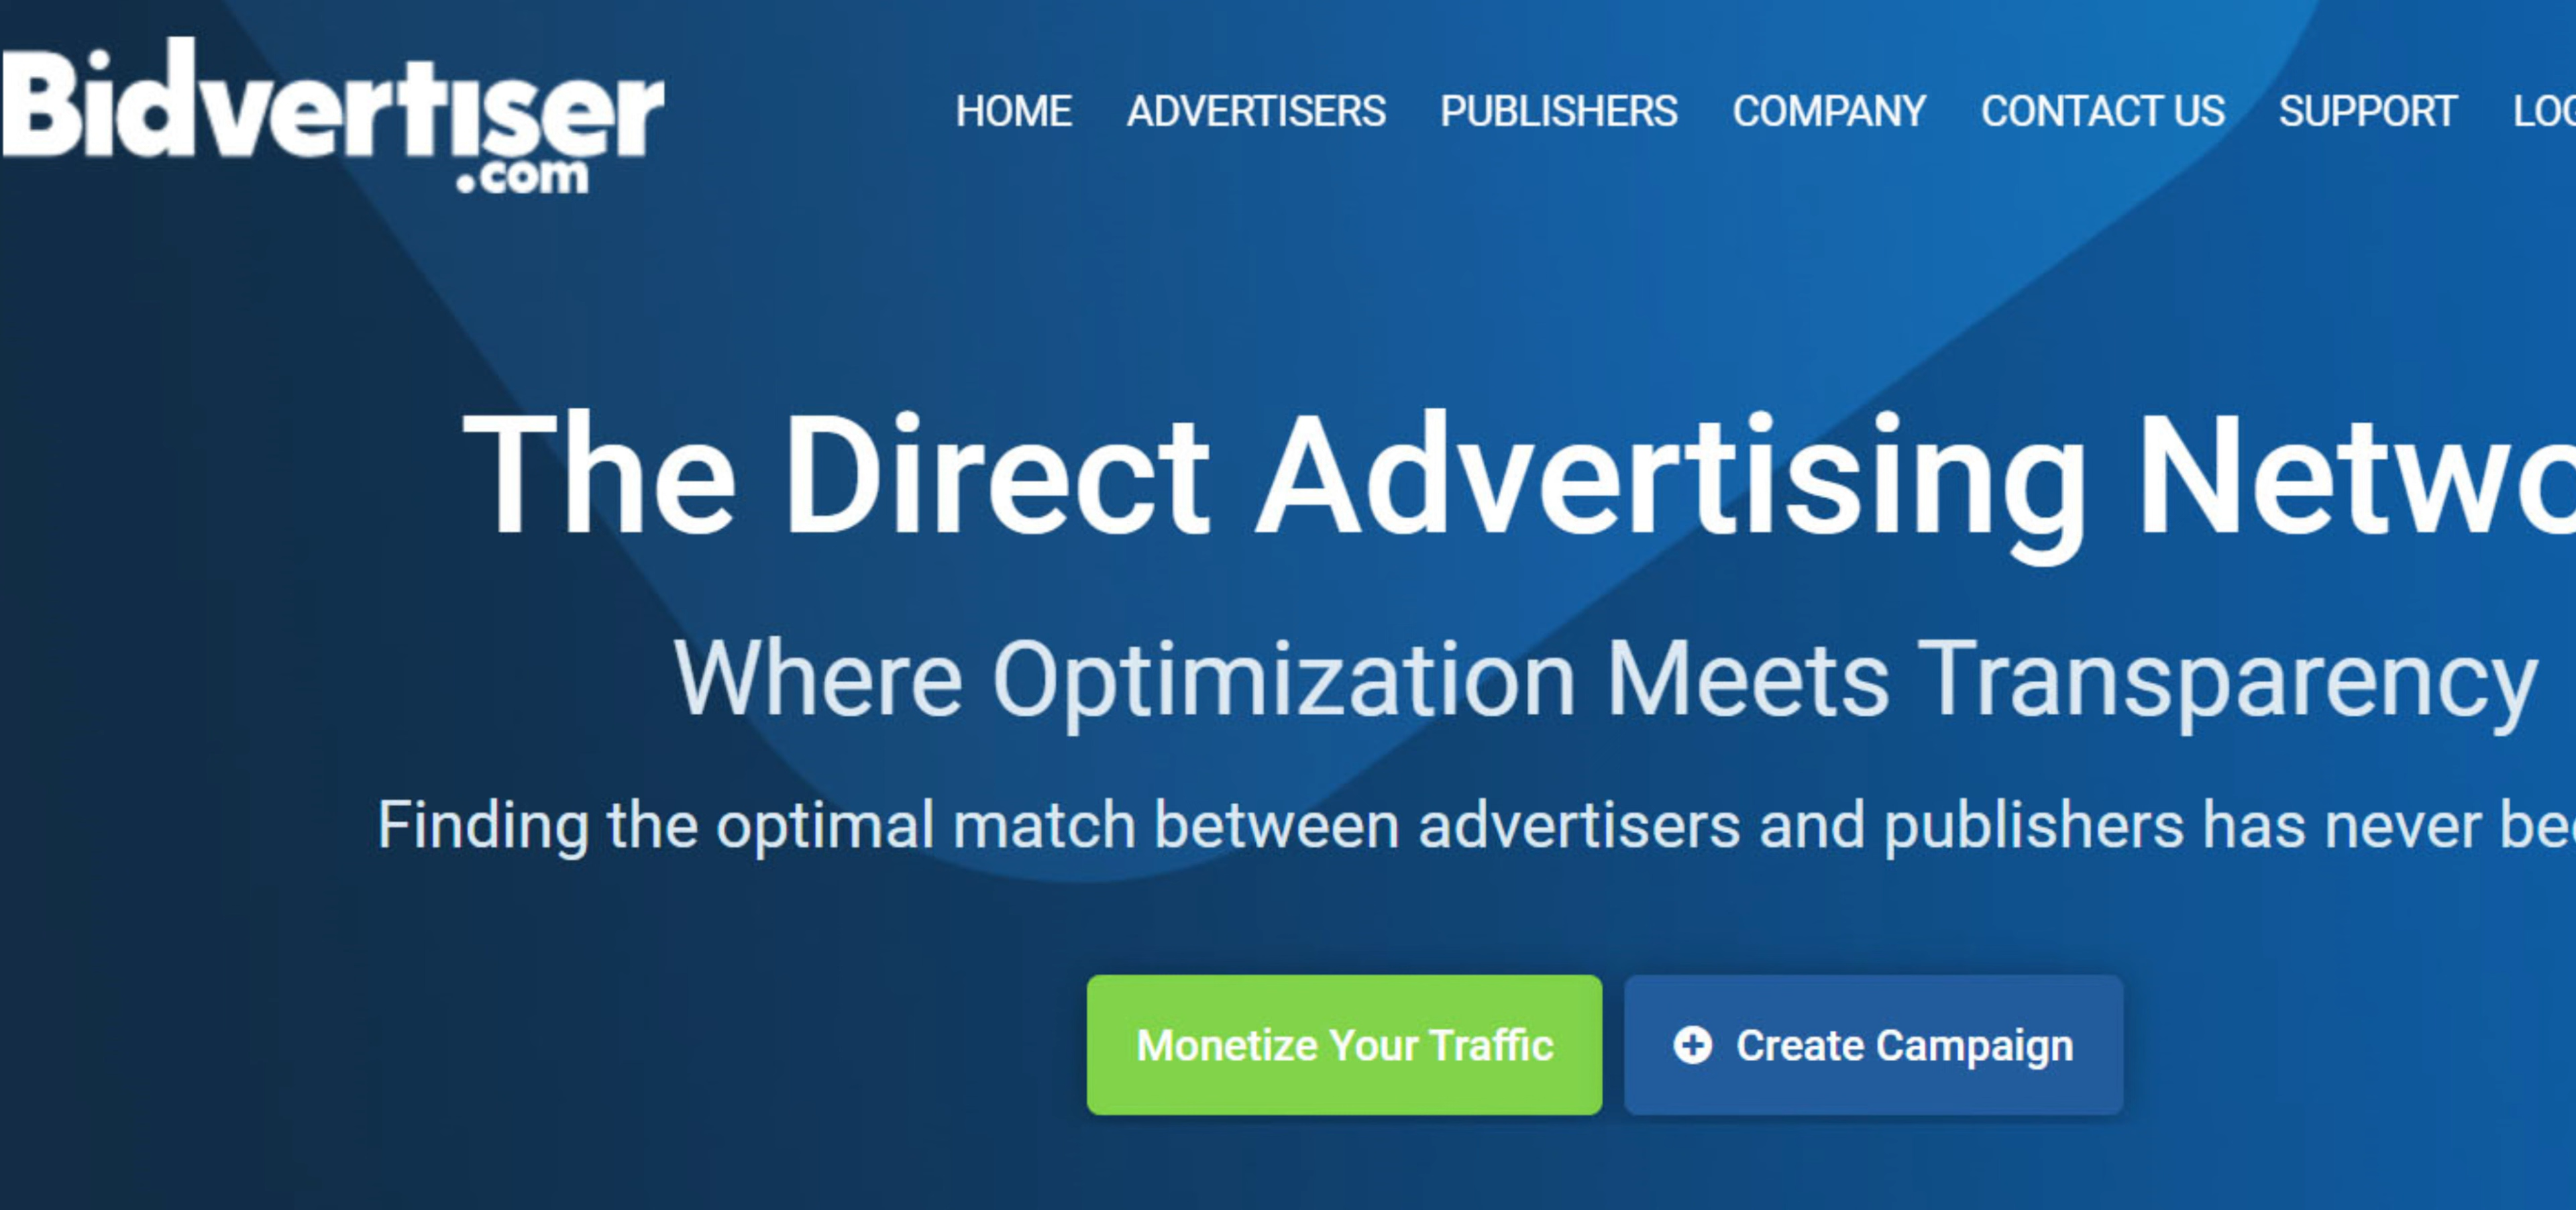 Bidvertiser
.com
HOME ADVERTISERS PUBLISHERS COMPANY CONTACT US SUPPORT
The Direct Advertising
Where Optimization Meets Transparency
Finding the optimal match between advertisers and publishers has never
Monetize Your Traffic Create Campaign